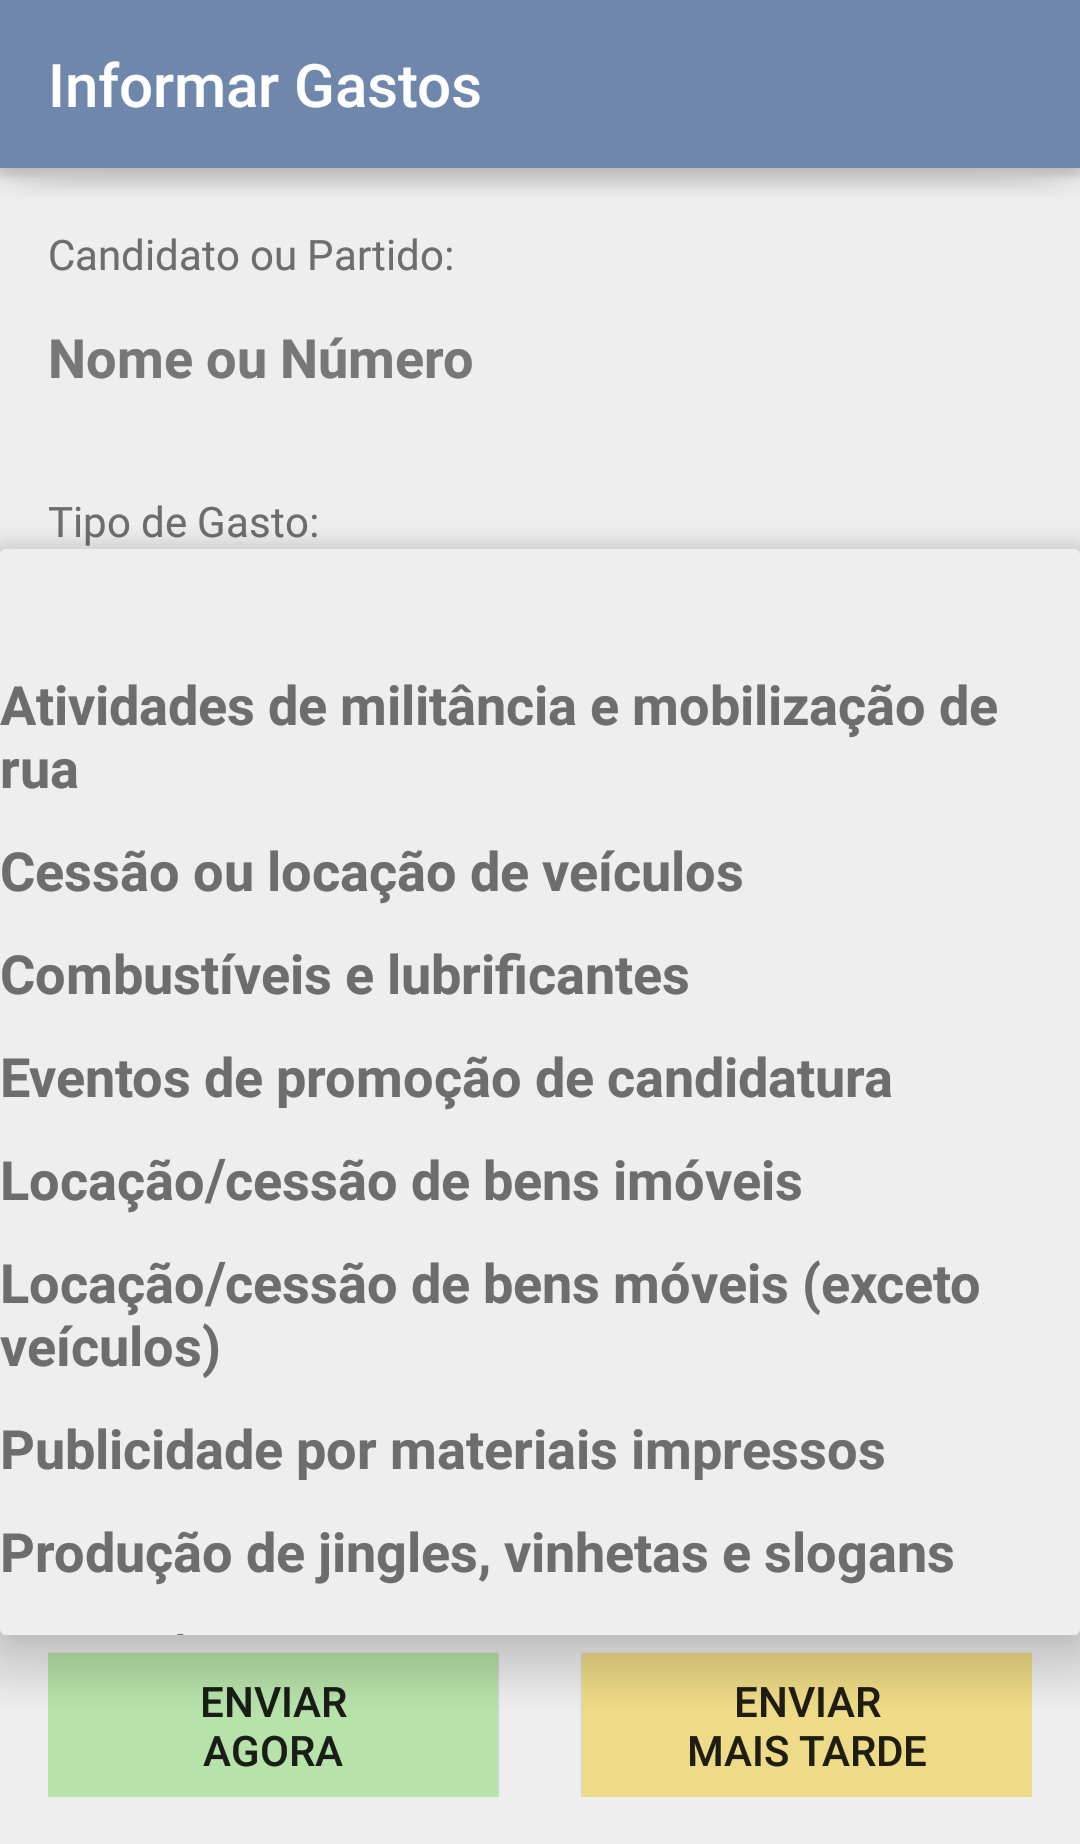 Informar Gastos
Candidato ou Partido:
Nome ou Número
Tipo de Gasto:
Atividades de militância e mobilização de
rua
Cessão ou locação de veículos
Combustíveis e lubrificantes
Eventos de promoção de candidatura
Locação/cessão de bens imóveis
Locação/cessão de bens móveis (exceto
veículos)
Publicidade por materiais impressos
Produção de jingles, vinhetas e slogans
ENVIAR
AGORA
ENVIAR
MAIS TARDE